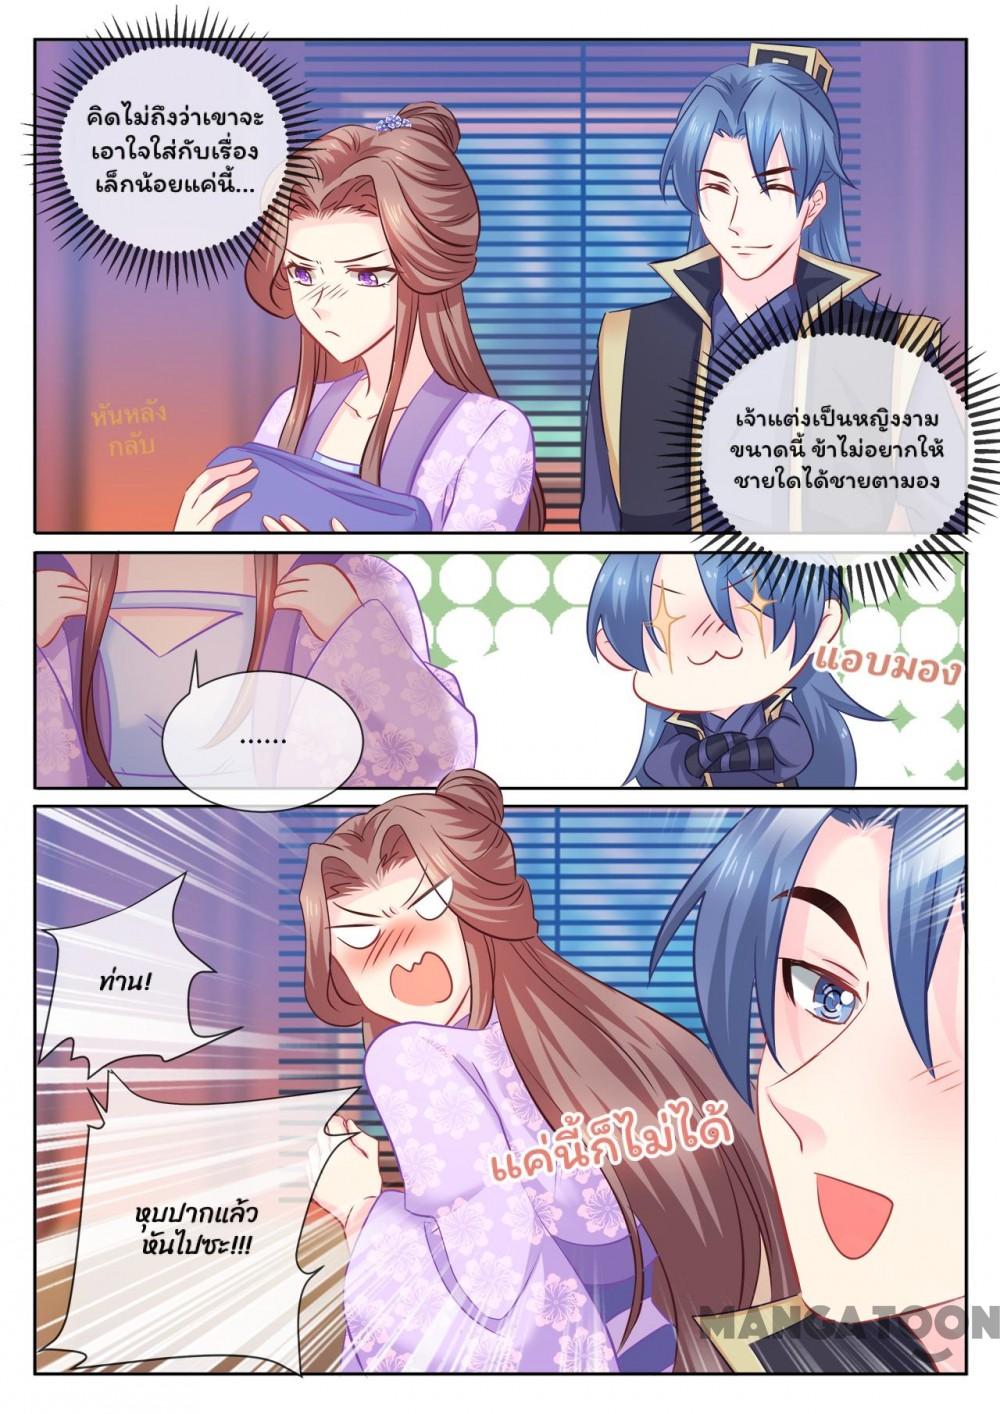 คิดไม่ถึงว่าเขาจะ
เอาใจใส่กับเรื่อง
เล็กน้อยแค่นี้...
หันหลัง
กลับ
เจ้าแต่งเป็นหญิงงาม
ขนาดนี้ ข้าไม่อยากให้
ชายใดได้ชายตามอง
แอบมอง
......
ท่าน!
แค่นี้ก็ไม่ได้
หุบปากแล้ว
หันไปซะ!!!
MANGATOON